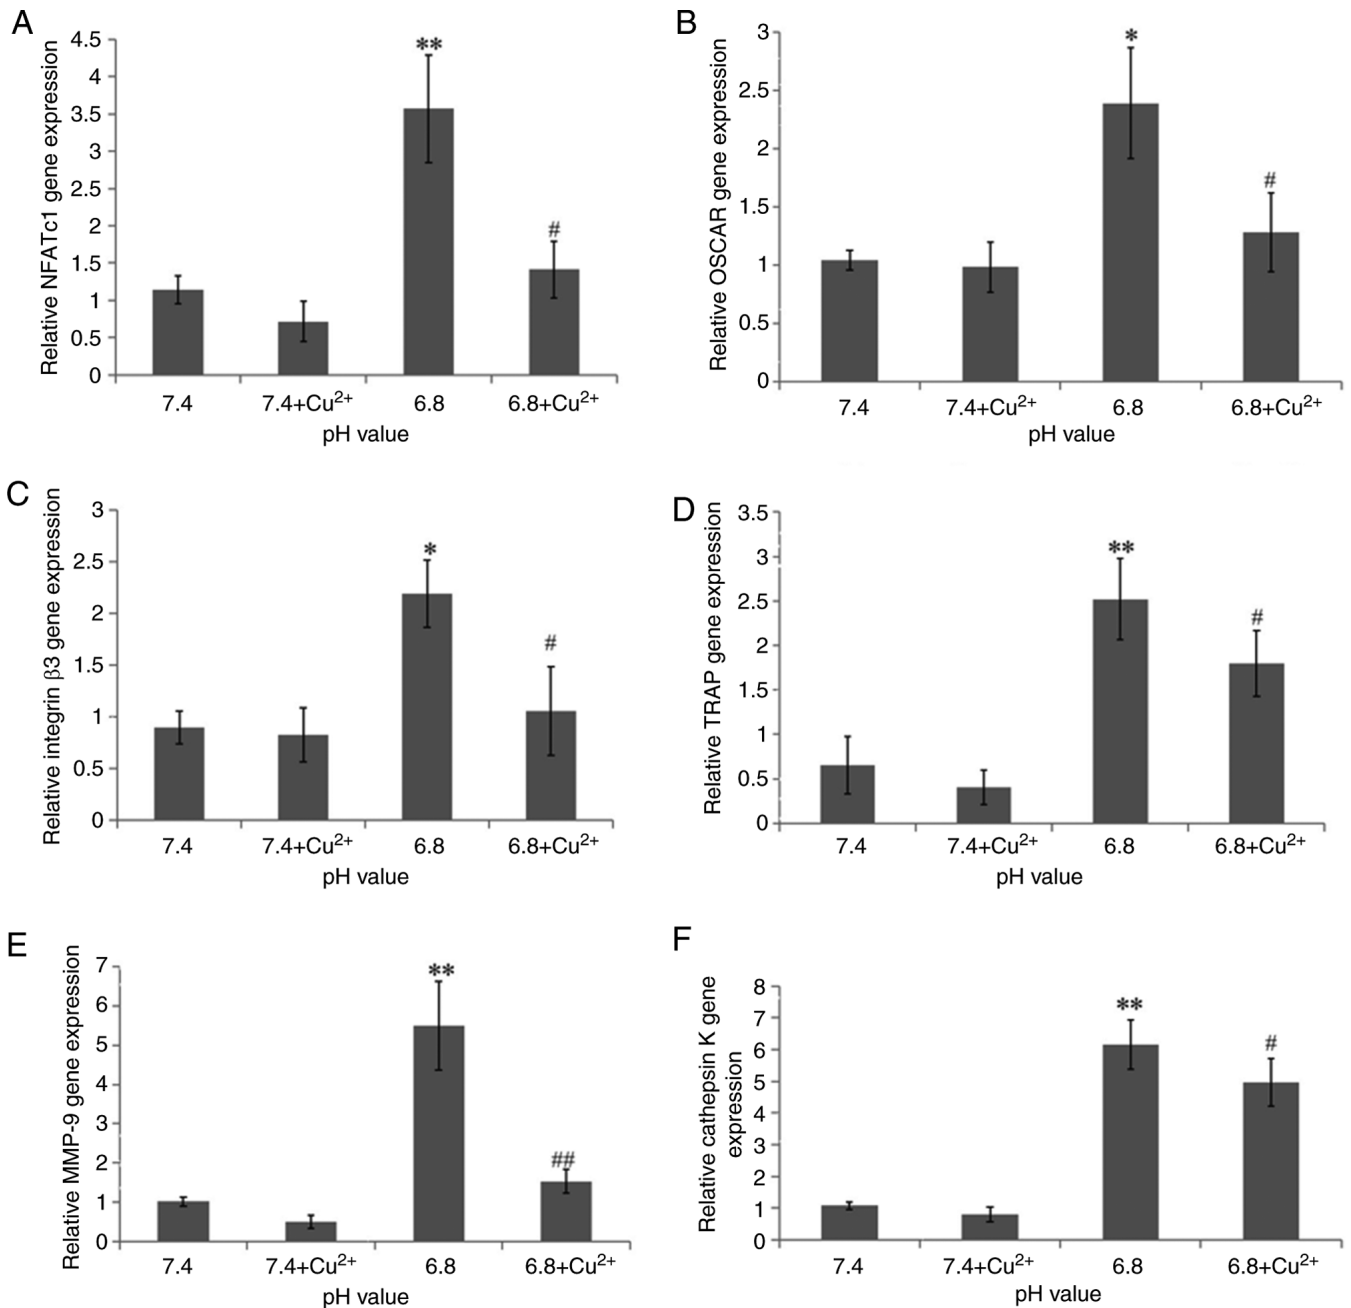 A
Relative NFATc1 gene expression
4.5
4
3.5
3
2.5
2
1.5
1
0.5
0
**
#
7.4
7.4+Cu²⁺
6.8
6.8+Cu²⁺
pH value
B
Relative OSCAR gene expression
3
2.5
2
1.5
1
0.5
0
*
#
7.4
7.4+Cu²⁺
6.8
6.8+Cu²⁺
pH value
C
Relative integrin β3 gene expression
3
2.5
2
1.5
1
0.5
0
*
#
7.4
7.4+Cu²⁺
6.8
6.8+Cu²⁺
pH value
D
Relative TRAP gene expression
3.5
3
2.5
2
1.5
1
0.5
0
**
#
7.4
7.4+Cu²⁺
6.8
6.8+Cu²⁺
pH value
E
Relative MMP-9 gene expression
7
6
5
4
3
2
1
0
**
##
7.4
7.4+Cu²⁺
6.8
6.8+Cu²⁺
pH value
F
Relative cathepsin K gene
expression
8
7
6
5
4
3
2
1
0
**
#
7.4
7.4+Cu²⁺
6.8
6.8+Cu²⁺
pH value